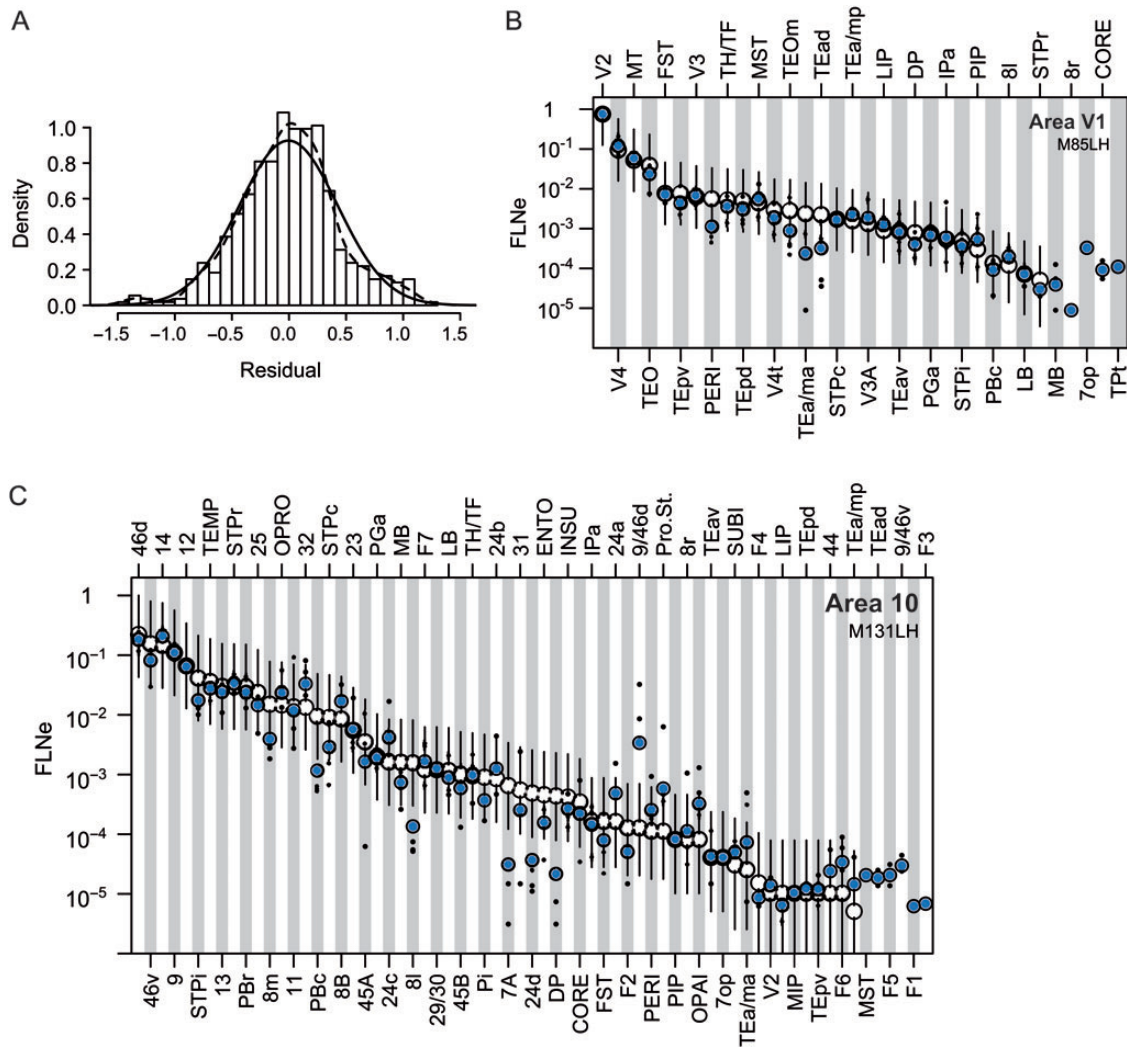 A
Density
1.0
0.8
0.6
0.4
0.2
0.0
−1.5 −1.0 −0.5 0.0 0.5 1.0 1.5
Residual
B
V2 MT FST V3 TH/TF MST TEOm TEad TEa/mp LIP DP IPa PIP 8l STPr 8r CORE
Area V1
M85LH
FLNe
1
10-1
10-2
10-3
10-4
10-5
V4 TEO TEpv PERI TEpd V4t TEa/ma STPc V3A TEav PGa STPi PBc LB MB 7op TPt
C
46d 14 12 TEMP STPr 25 OPRO 32 STPc 23 PGa MB F7 LB TH/TF 24b 31 ENTO INSU IPa 24a 9/46d Pro.St. 8r TEav SUBI F4 LIP TEpd 44 TEa/mp TEad 9/46v F3
Area 10
M131LH
FLNe
1
10-1
10-2
10-3
10-4
10-5
46v 9 STPi 13 PBr 8m 11 PBc 8B 45A 24c 8l 29/30 45B Pi 7A 24d DP CORE FST F2 PERI PIP OPAl 7op TEa/ma V2 MIP TEpv F6 MST F5 F1